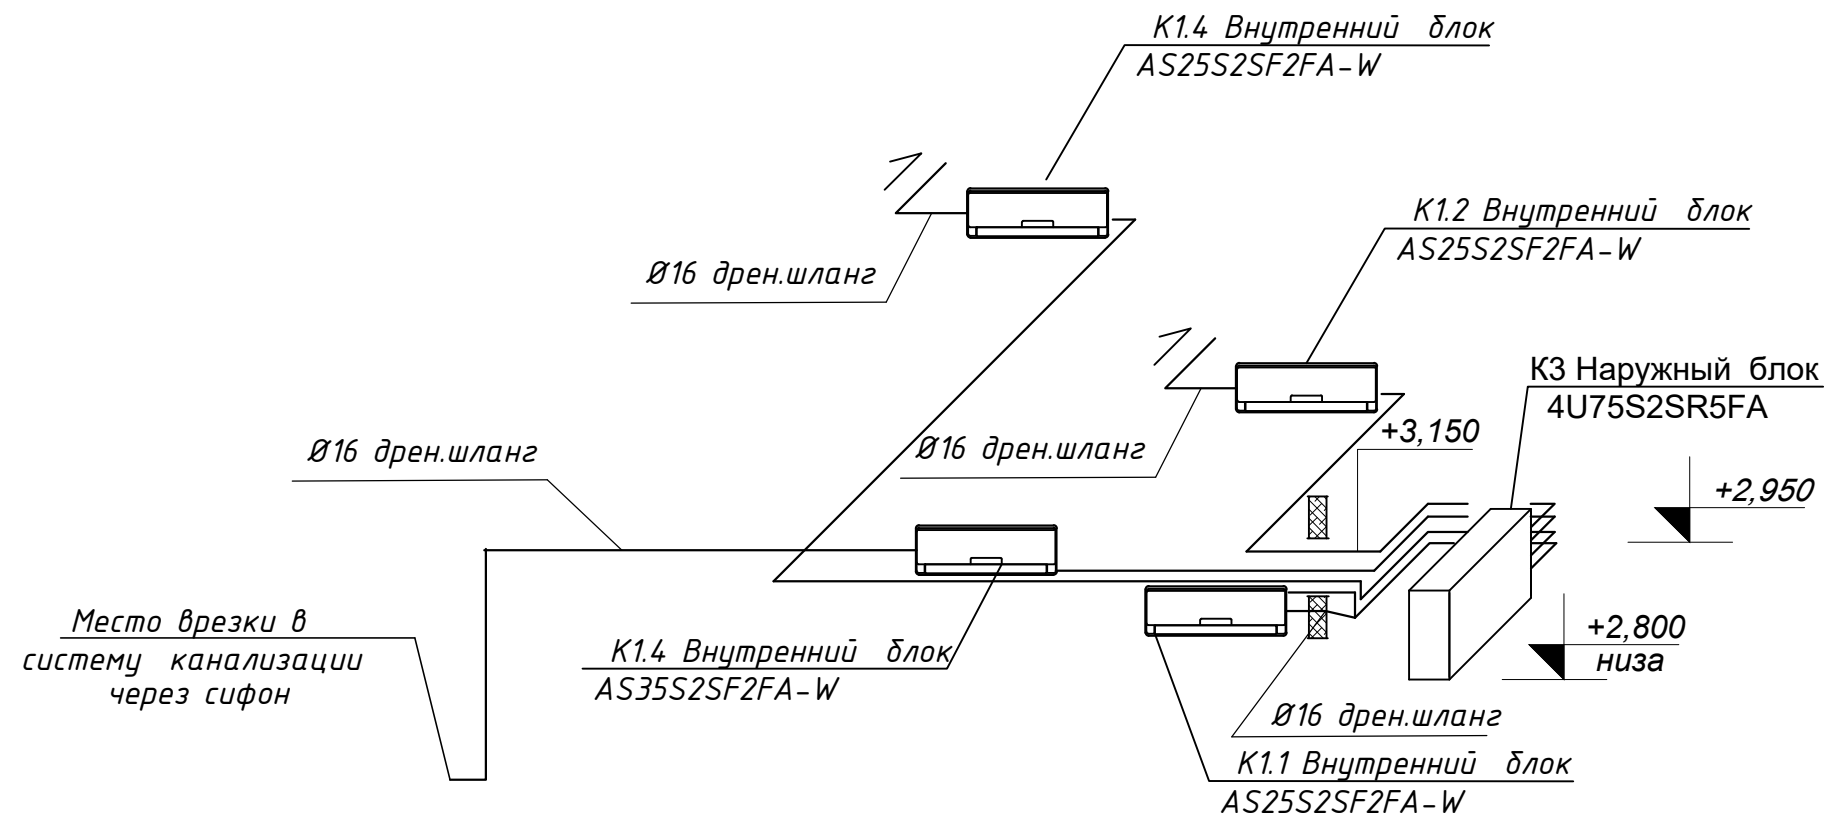 К1.4 Внутренний блок
AS25S2SF2FA-W
К1.2 Внутренний блок
AS25S2SF2FA-W
Ø16 дрен.шланг
К3 Наружный блок
4U75S2SR5FA
+3,150
Ø16 дрен.шланг
Ø16 дрен.шланг
+2,950
Место врезки в
систему канализации
через сифон
К1.4 Внутренний блок
AS35S2SF2FA-W
+2,800
низа
Ø16 дрен.шланг
К1.1 Внутренний блок
AS25S2SF2FA-W